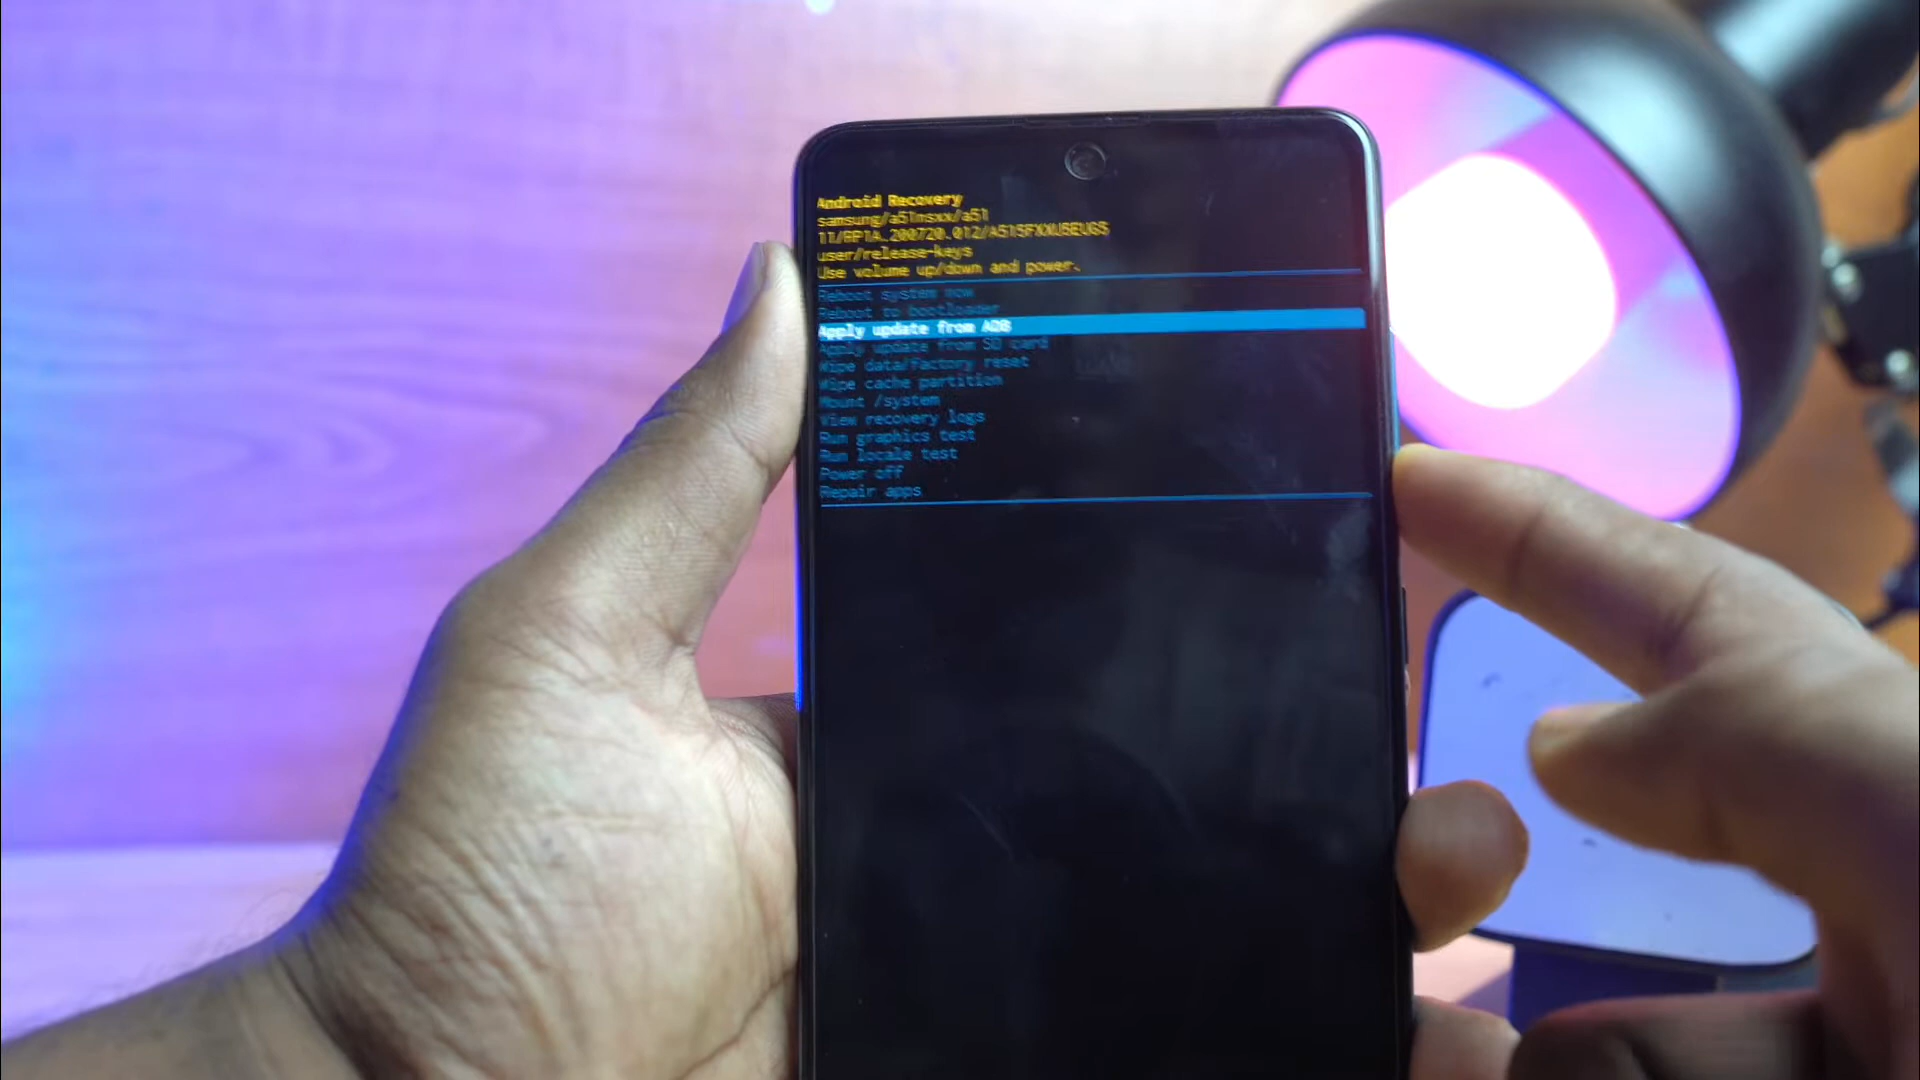 Android Recovery
samsung/a51nsxx/a51
11/RP1A.200720.012/A515FXXU5EUG5
user/release-keys
Use volume up/down and power.
Reboot system now
Reboot to bootloader
Apply update from ADB
Apply update from SD card
Wipe data/factory reset
Wipe cache partition
Mount /system
View recovery logs
Run graphics test
Run locale test
Power off
Repair apps